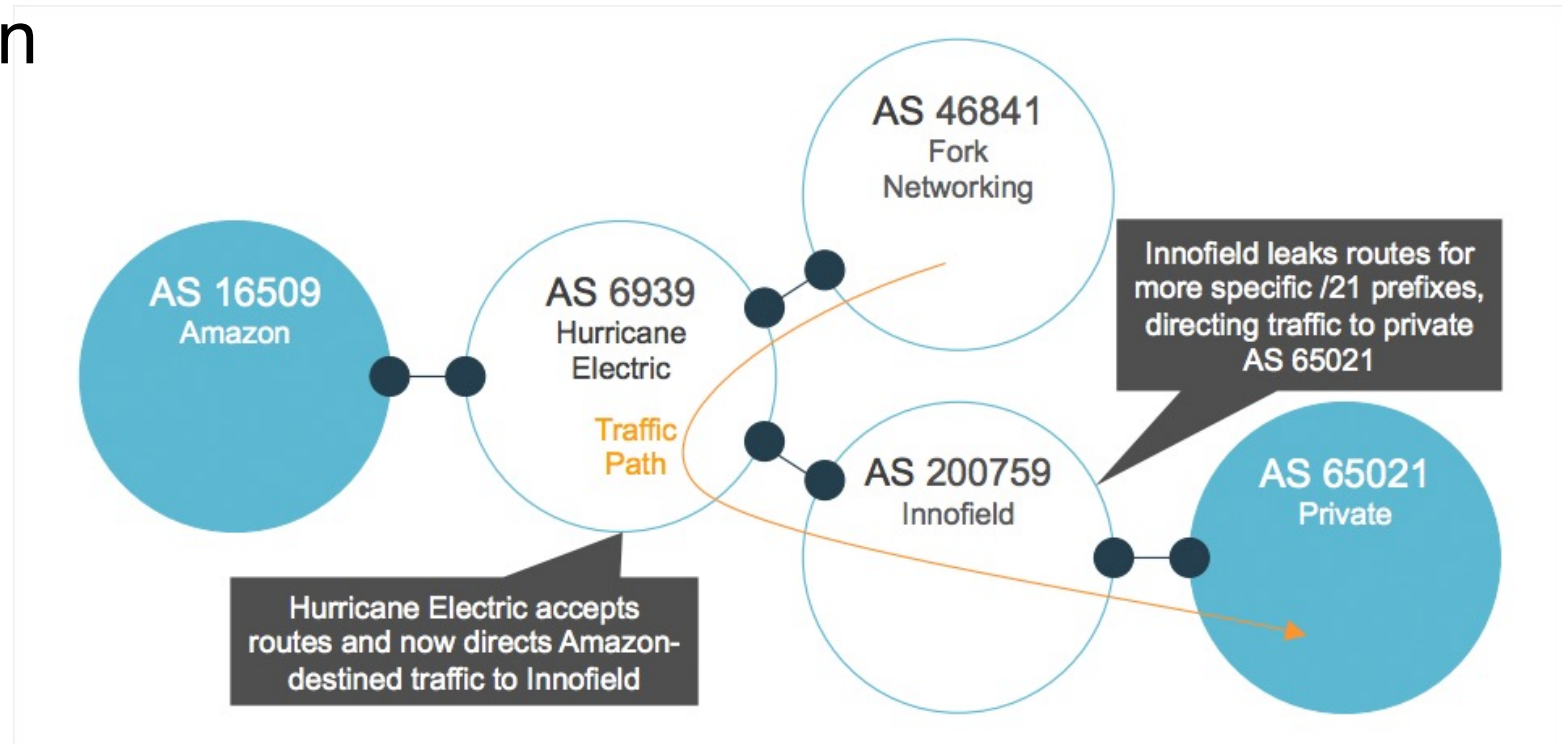 n
AS 46841
Fork
Networking
AS 16509
Amazon
AS 6939
Hurricane
Electric
Traffic
Path
Innofield leaks routes for
more specific /21 prefixes,
directing traffic to private
AS 65021
AS 200759
Innofield
AS 65021
Private
Hurricane Electric accepts
routes and now directs Amazon-
destined traffic to Innofield